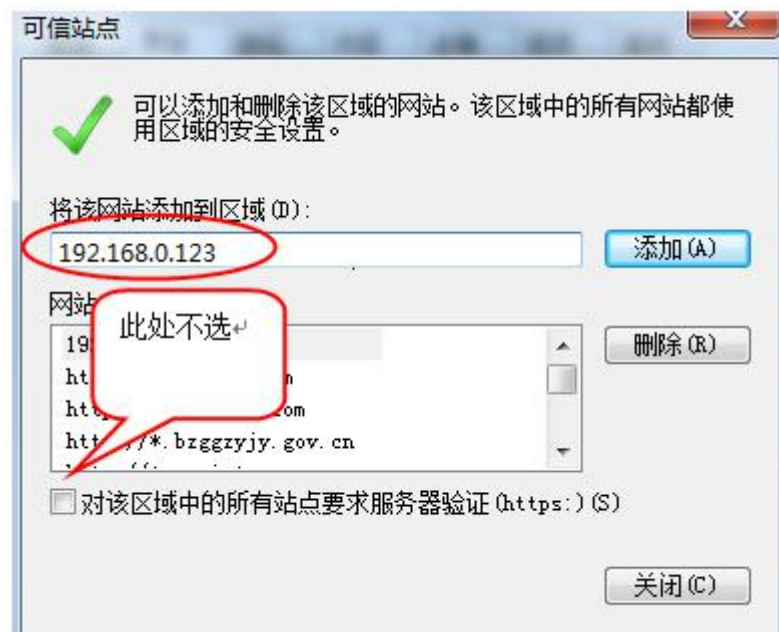 可信站点
可以添加和删除该区域的网站。该区域中的所有网站都使
用区域的安全设置。
将该网站添加到区域(D):
192.168.0.123
添加(A)
网站
此处不选
删除(R)
http://*.bzggzyjy.gov.cn
对该区域中的所有站点要求服务器验证(https:)(S)
关闭(C)